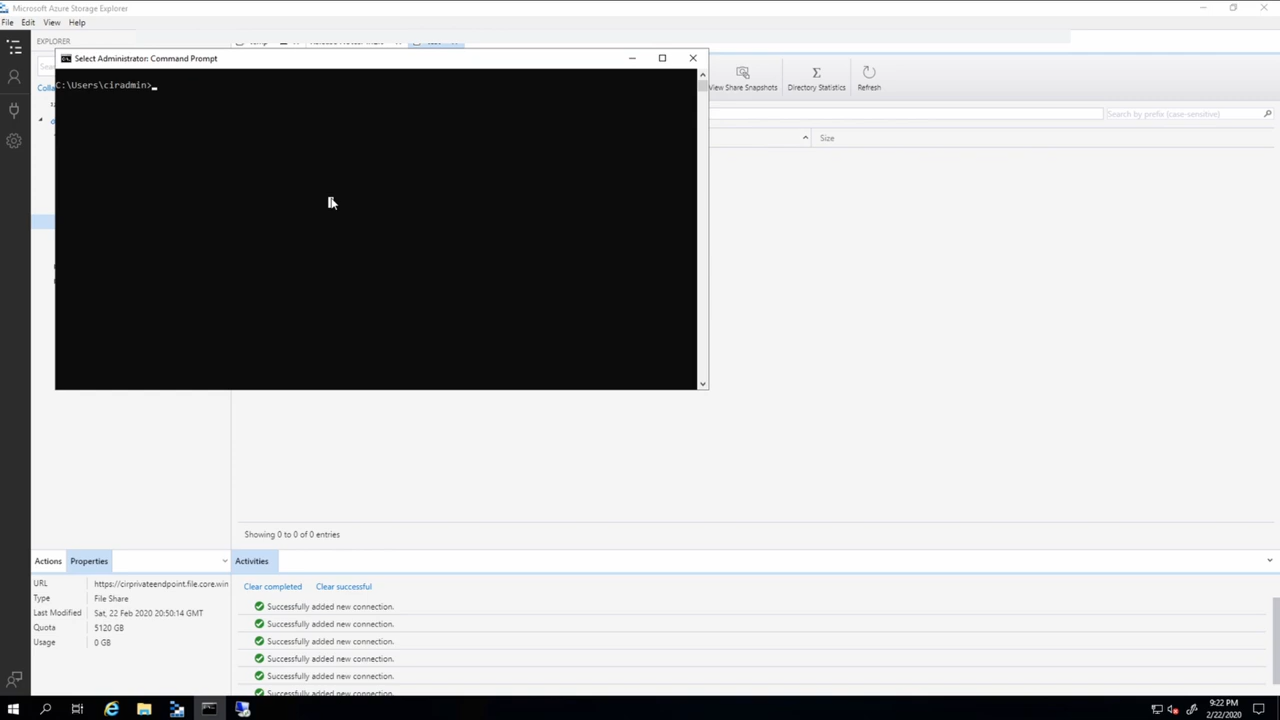 Microsoft Azure Storage Explorer
File Edit View Help
EXPLORER
Select Administrator: Command Prompt
C:\Users\ciradmin>
View Share Snapshots
Directory Statistics
Refresh
Search by prefix (case-sensitive)
Size
Showing 0 to 0 of 0 entries
Actions Properties
Activities
URL https://cirprivateendpoint.file.core.win
Type File Share
Last Modified Sat, 22 Feb 2020 20:50:14 GMT
Quota 5120 GB
Usage 0 GB
Clear completed Clear successful
Successfully added new connection.
Successfully added new connection.
Successfully added new connection.
Successfully added new connection.
Successfully added new connection.
Successfully added new connection.
9:22 PM
2/22/2020